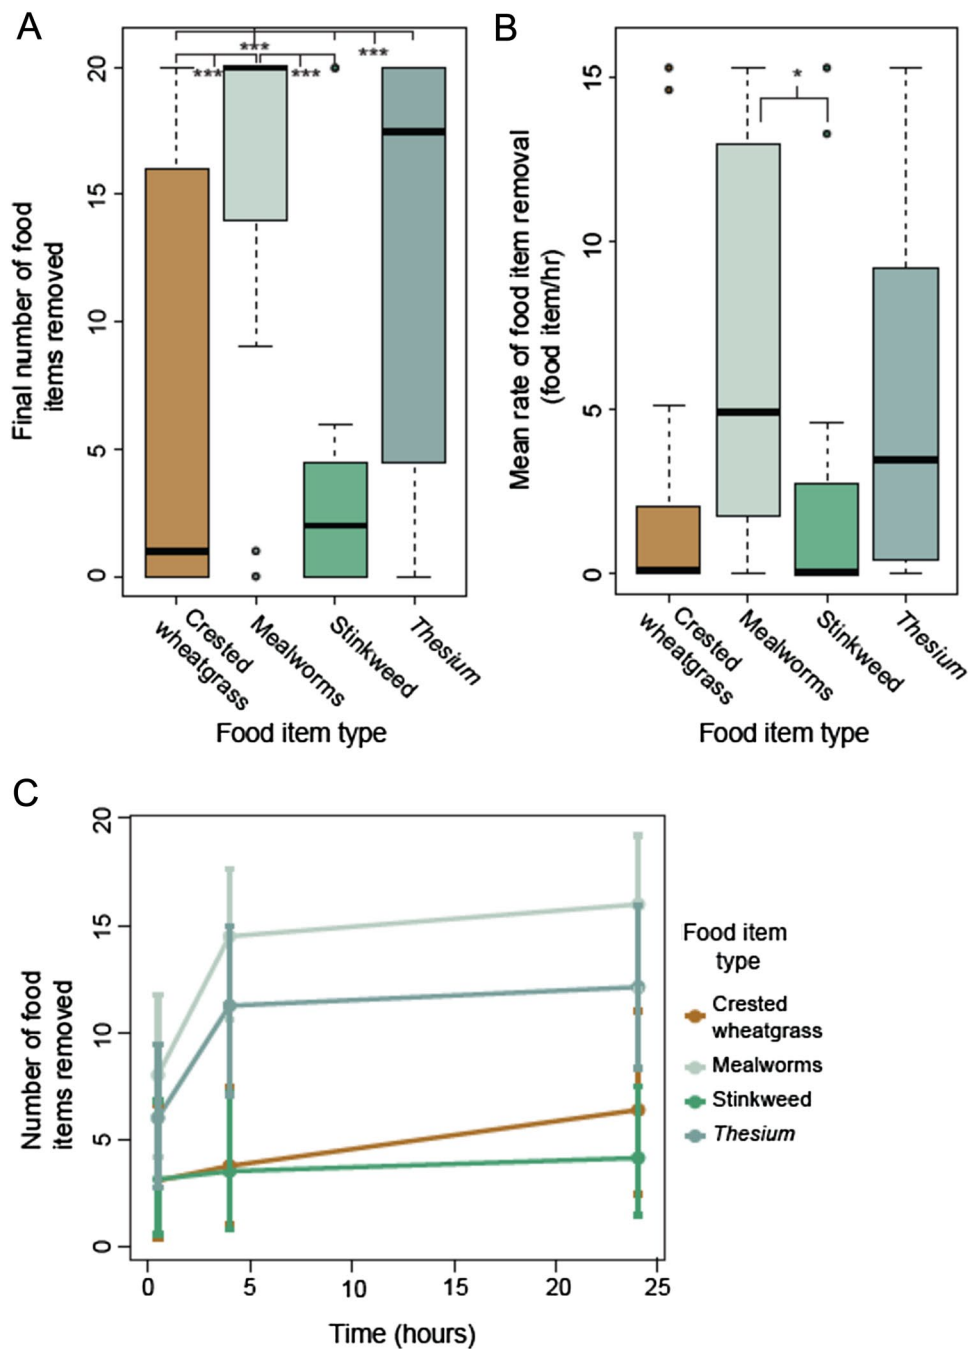 A
Final number of food
items removed
20
15
10
5
0
***
***
***
***
Crested
wheatgrass
Mealworms
Stinkweed
Thesium
Food item type
B
Mean rate of food item removal
(food item/hr)
15
10
5
0
*
Crested
wheatgrass
Mealworms
Stinkweed
Thesium
Food item type
C
Number of food
items removed
20
15
10
5
0
0 5 10 15 20 25
Time (hours)
Food item
type
Crested
wheatgrass
Mealworms
Stinkweed
Thesium